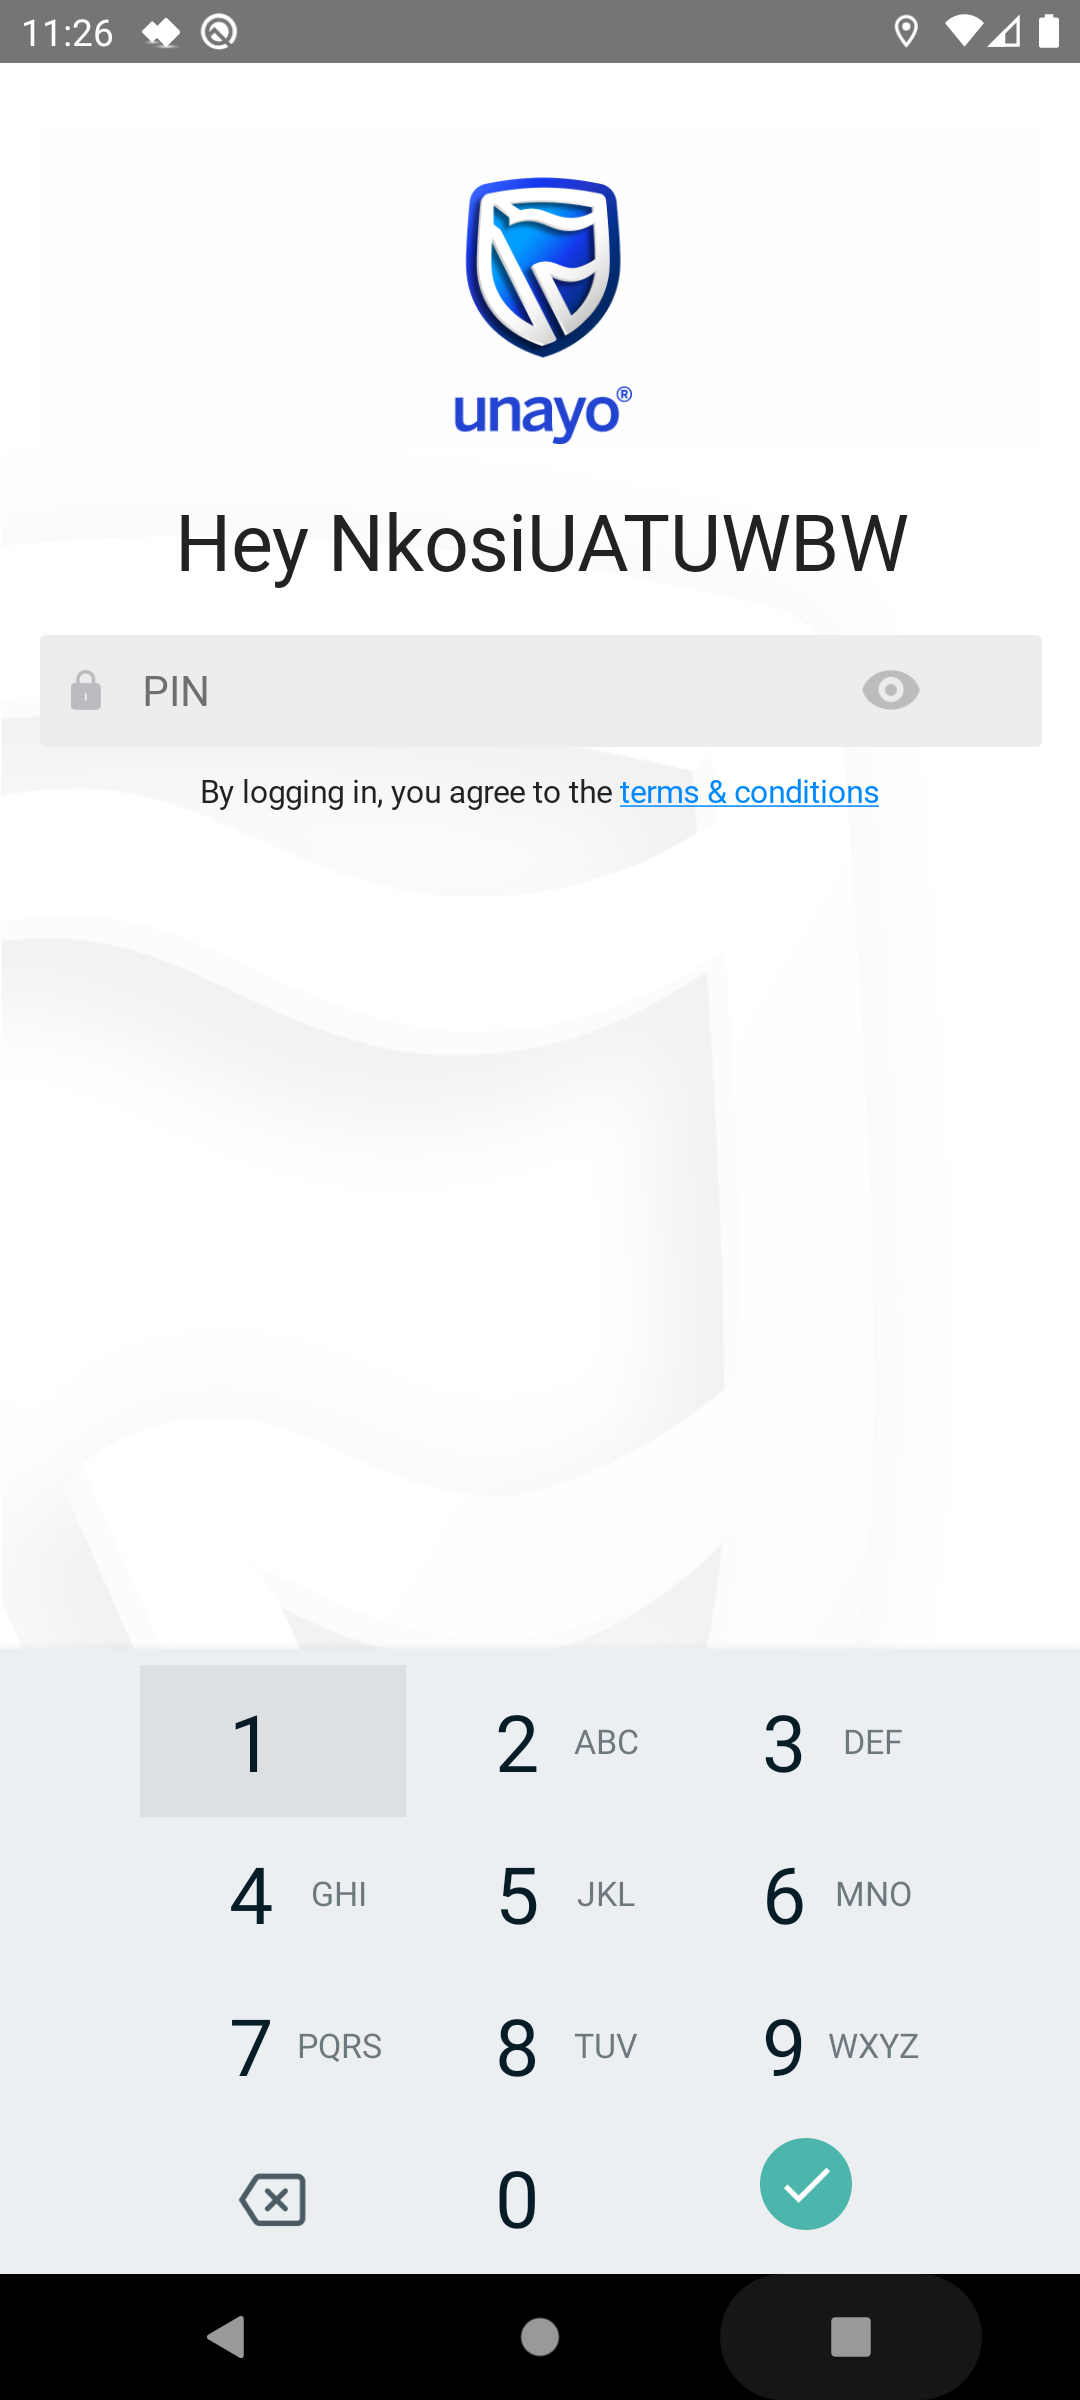 11:26
unayo®
Hey NkosiUATUWBW
PIN
By logging in, you agree to the terms & conditions
1 2 ABC 3 DEF
4 GHI 5 JKL 6 MNO
7 PQRS 8 TUV 9 WXYZ
0